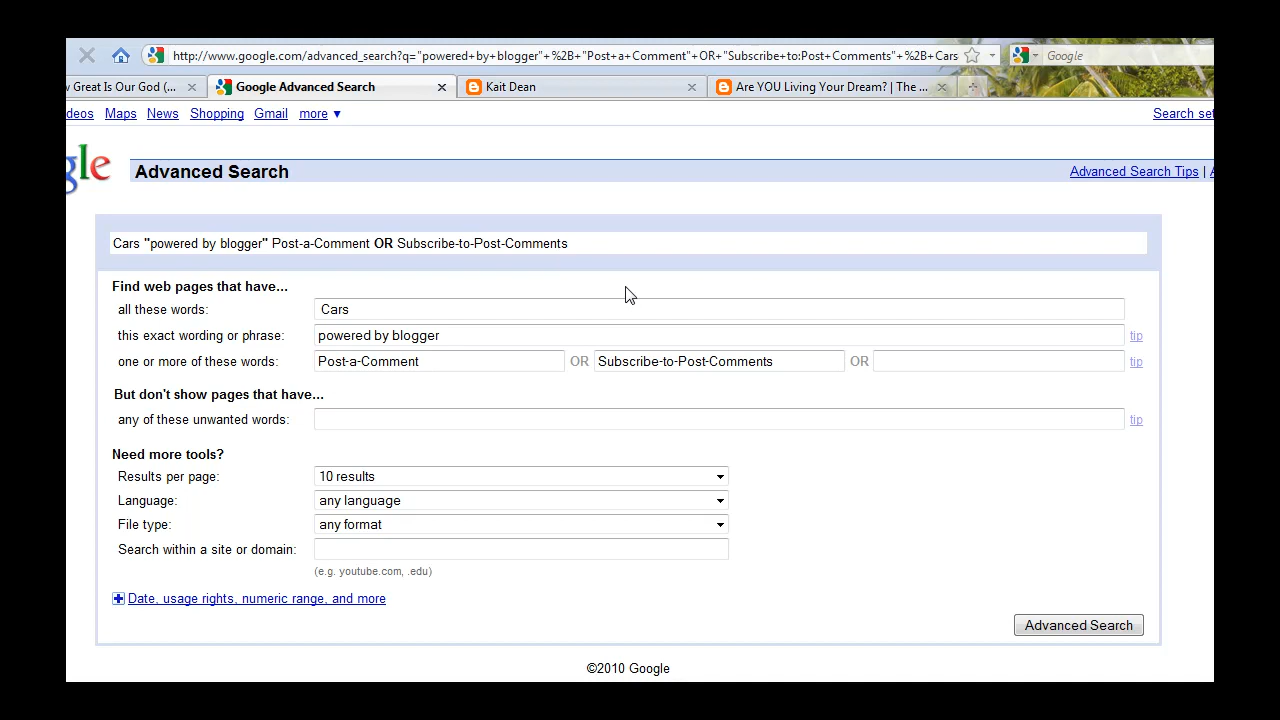 http://www.google.com/advanced_search?q="powered+by+blogger"+%2B+"Post+a+Comment"+OR+"Subscribe+to:Post+Comments"+%2B+Cars
Google
Great Is Our God (...
Google Advanced Search
Kait Dean
Are YOU Living Your Dream? | The ...
deos Maps News Shopping Gmail more ▼
Search set
gle
Advanced Search
Advanced Search Tips |
Cars "powered by blogger" Post-a-Comment OR Subscribe-to-Post-Comments
Find web pages that have...
all these words: Cars
this exact wording or phrase: powered by blogger tip
one or more of these words: Post-a-Comment OR Subscribe-to-Post-Comments OR tip
But don't show pages that have...
any of these unwanted words: tip
Need more tools?
Results per page: 10 results
Language: any language
File type: any format
Search within a site or domain:
(e.g. youtube.com, .edu)
Date, usage rights, numeric range, and more
Advanced Search
©2010 Google